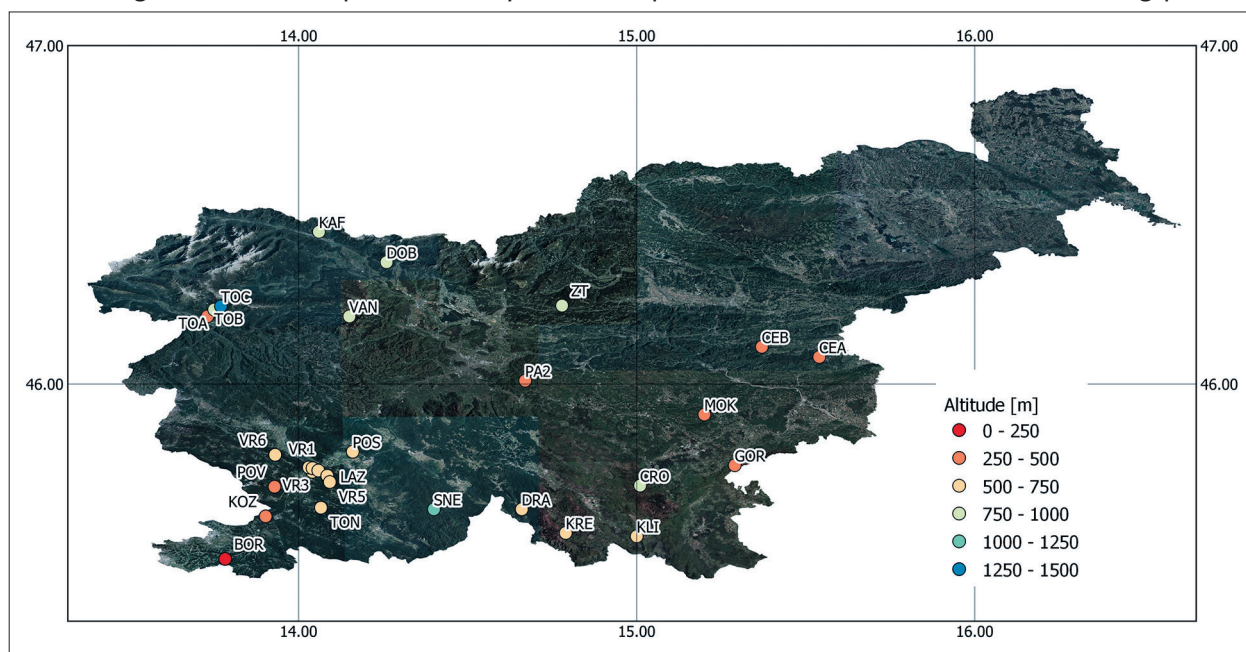 14.00 15.00 16.00
47.00 47.00
KAF
DOB
TOC
ZT
TOA TOB
VAN
CEB
CEA
PA2
46.00 46.00
MOK
Altitude [m]
0 - 250
VR6 VR1 POS
250 - 500
POV VR3 LAZ
GOR
500 - 750
CRO
KOZ VR5 SNE DRA
750 - 1000
TON KRE KLI
1000 - 1250
BOR
1250 - 1500
14.00 15.00 16.00